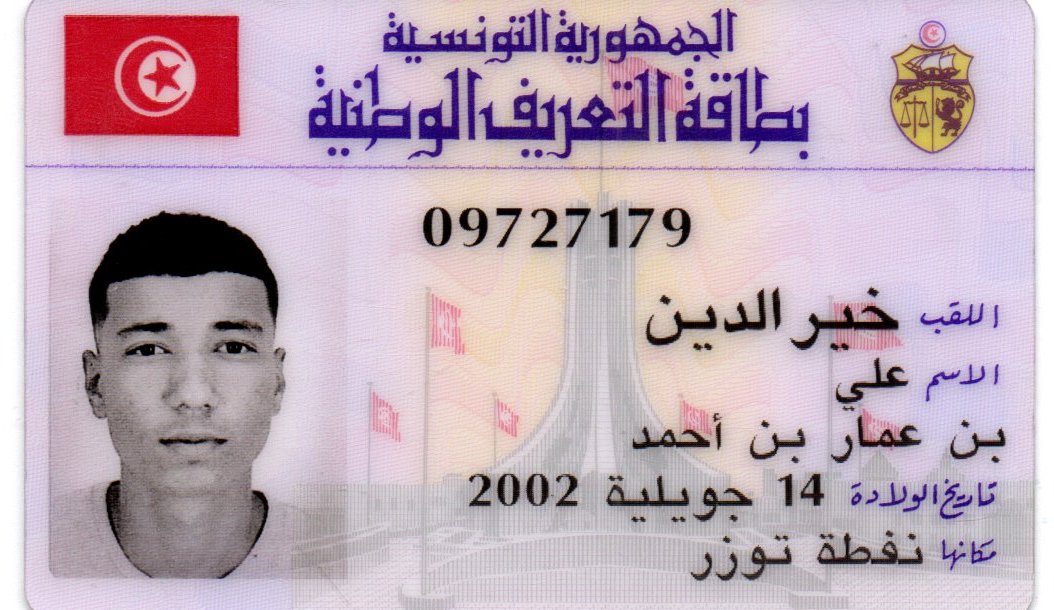 الجمهورية التونسية
بطاقة التعريف الوطنية
09727179
اللقب خير الدين
الاسم علي
بن عمار بن أحمد
تاريخ الولادة 14 جويلية 2002
مكانها نفطة توزر